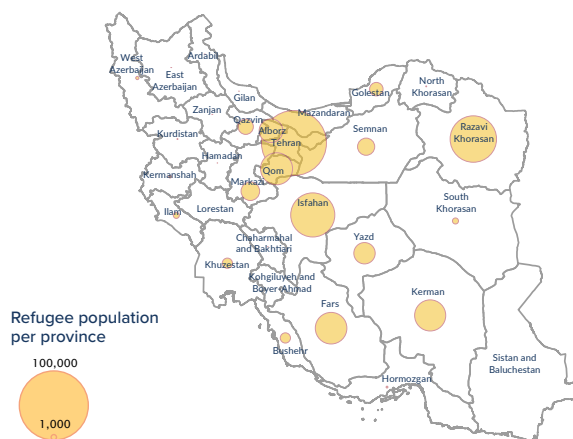 West
Azerbaijan
East
Azerbaijan
Ardabil
Zanjan
Gilan
Golestan
North
Khorasan
Mazandaran
Qazvin
Alborz
Tehran
Semnan
Razavi
Khorasan
Kurdistan
Hamadan
Qom
Kermanshah
Markazi
Ilam
Lorestan
Isfahan
South
Khorasan
Chaharmahal
and Bakhtiari
Yazd
Khuzestan
Kohgiluyeh and
Boyer-Ahmad
Fars
Kerman
Bushehr
Hormozgan
Sistan and
Baluchestan
Refugee population
per province
100,000
1,000